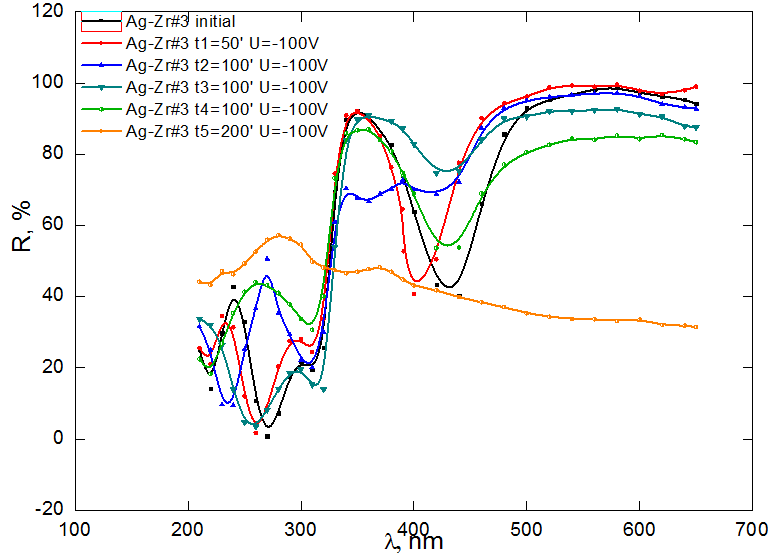 120
100
80
60
40
20
0
-20
R, %
Ag-Zr#3 initial
Ag-Zr#3 t1=50' U=-100V
Ag-Zr#3 t2=100' U=-100V
Ag-Zr#3 t3=100' U=-100V
Ag-Zr#3 t4=100' U=-100V
Ag-Zr#3 t5=200' U=-100V
100 200 300 400 500 600 700
λ, nm